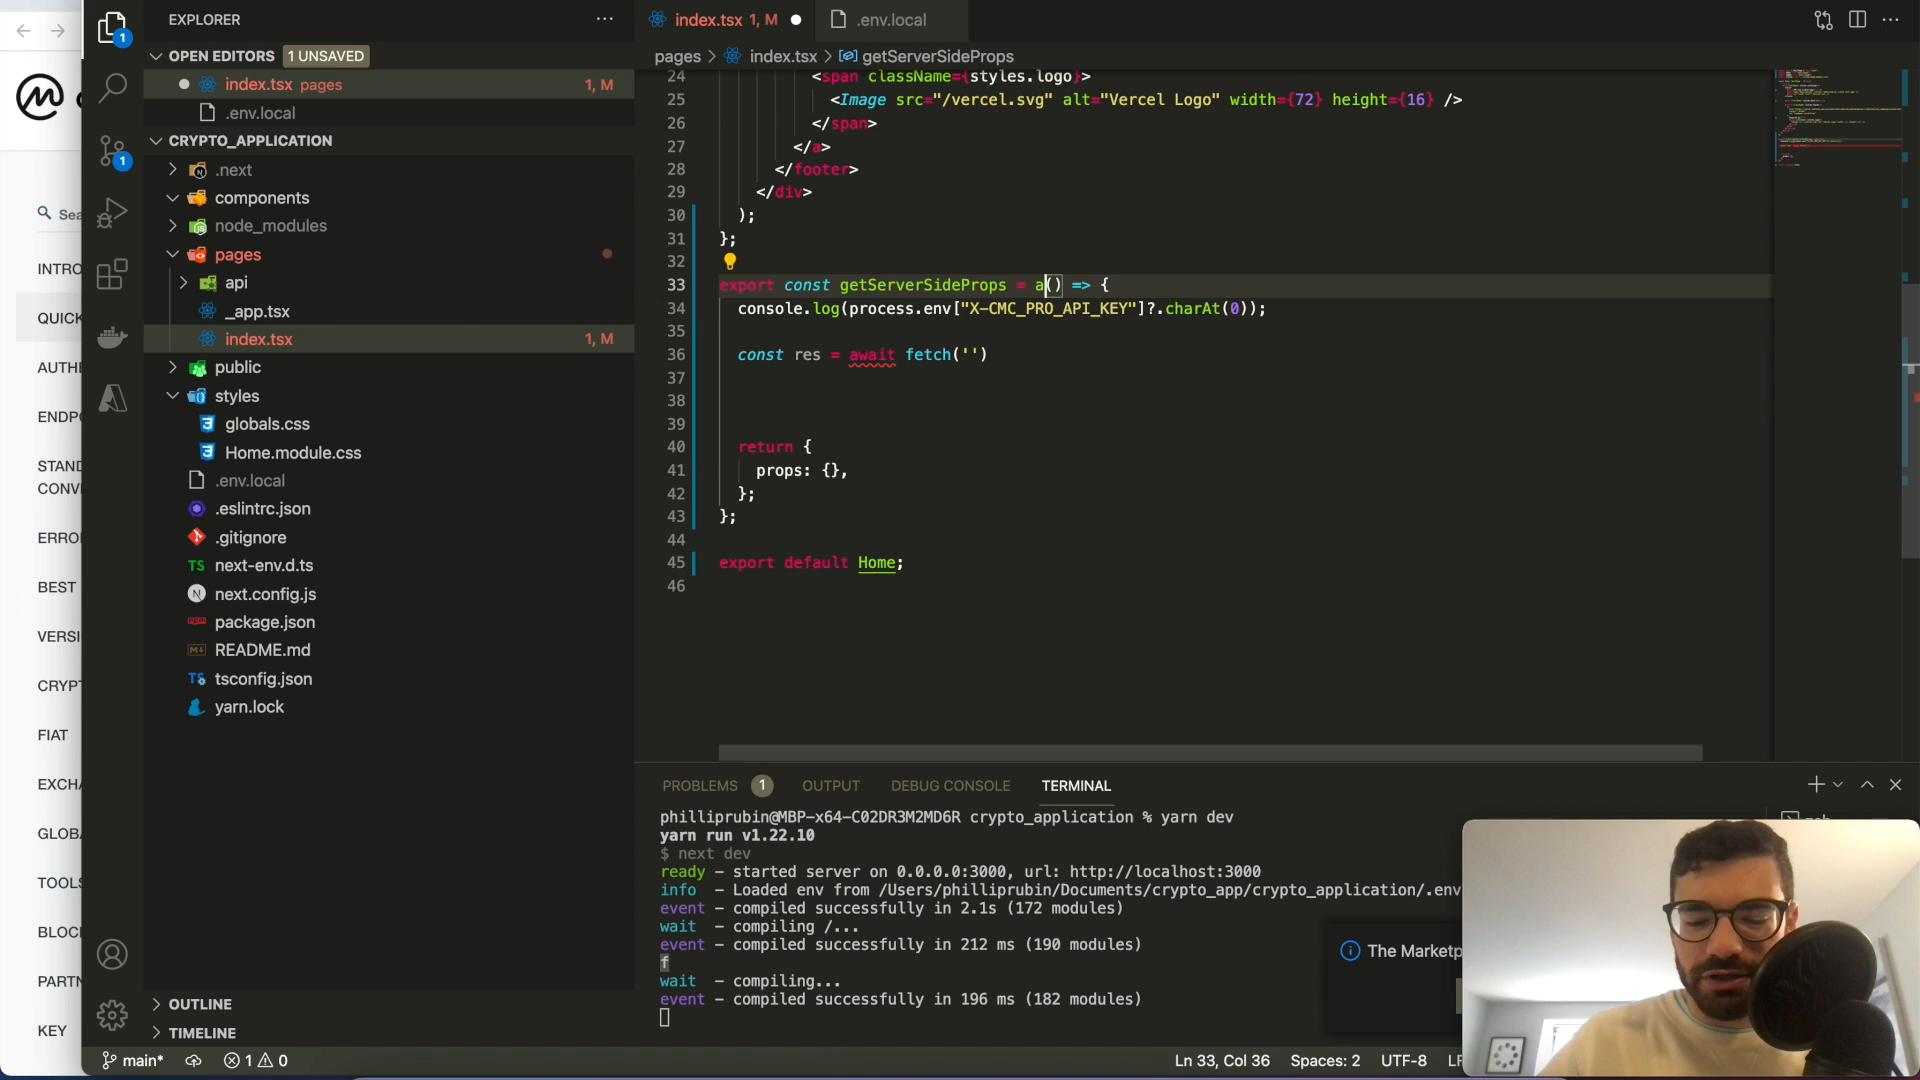 EXPLORER
OPEN EDITORS 1 UNSAVED
index.tsx pages 1, M
.env.local
CRYPTO_APPLICATION
.next
components
node_modules
pages
api
_app.tsx
index.tsx 1, M
public
styles
globals.css
Home.module.css
.env.local
.eslintrc.json
.gitignore
next-env.d.ts
next.config.js
package.json
README.md
tsconfig.json
yarn.lock
OUTLINE
TIMELINE
Sea
INTRO
QUICK
AUTHE
ENDPO
STAND
CONV
ERRO
BEST
VERSI
CRYPT
FIAT
EXCHA
GLOBA
TOOLS
BLOC
PARTN
KEY
index.tsx 1, M
.env.local
pages > index.tsx > getServerSideProps
24 <span className={styles.logo}>
25 <Image src="/vercel.svg" alt="Vercel Logo" width={72} height={16} />
26 </span>
27 </a>
28 </footer>
29 </div>
30 );
31 };
32
33 export const getServerSideProps = a() => {
34 console.log(process.env["X-CMC_PRO_API_KEY"]?.charAt(0));
35
36 const res = await fetch('')
37
38
39
40 return {
41 props: {},
42 };
43 };
44
45 export default Home;
46
PROBLEMS 1 OUTPUT DEBUG CONSOLE TERMINAL
philliprubin@MBP-x64-C02DR3M2MD6R crypto_application % yarn dev
yarn run v1.22.10
$ next dev
ready - started server on 0.0.0.0:3000, url: http://localhost:3000
info - Loaded env from /Users/philliprubin/Documents/crypto_app/crypto_application/.env
event - compiled successfully in 2.1s (172 modules)
wait - compiling /...
event - compiled successfully in 212 ms (190 modules)
f
wait - compiling...
event - compiled successfully in 196 ms (182 modules)
The Marketp
main* 1 0
Ln 33, Col 36 Spaces: 2 UTF-8 LF